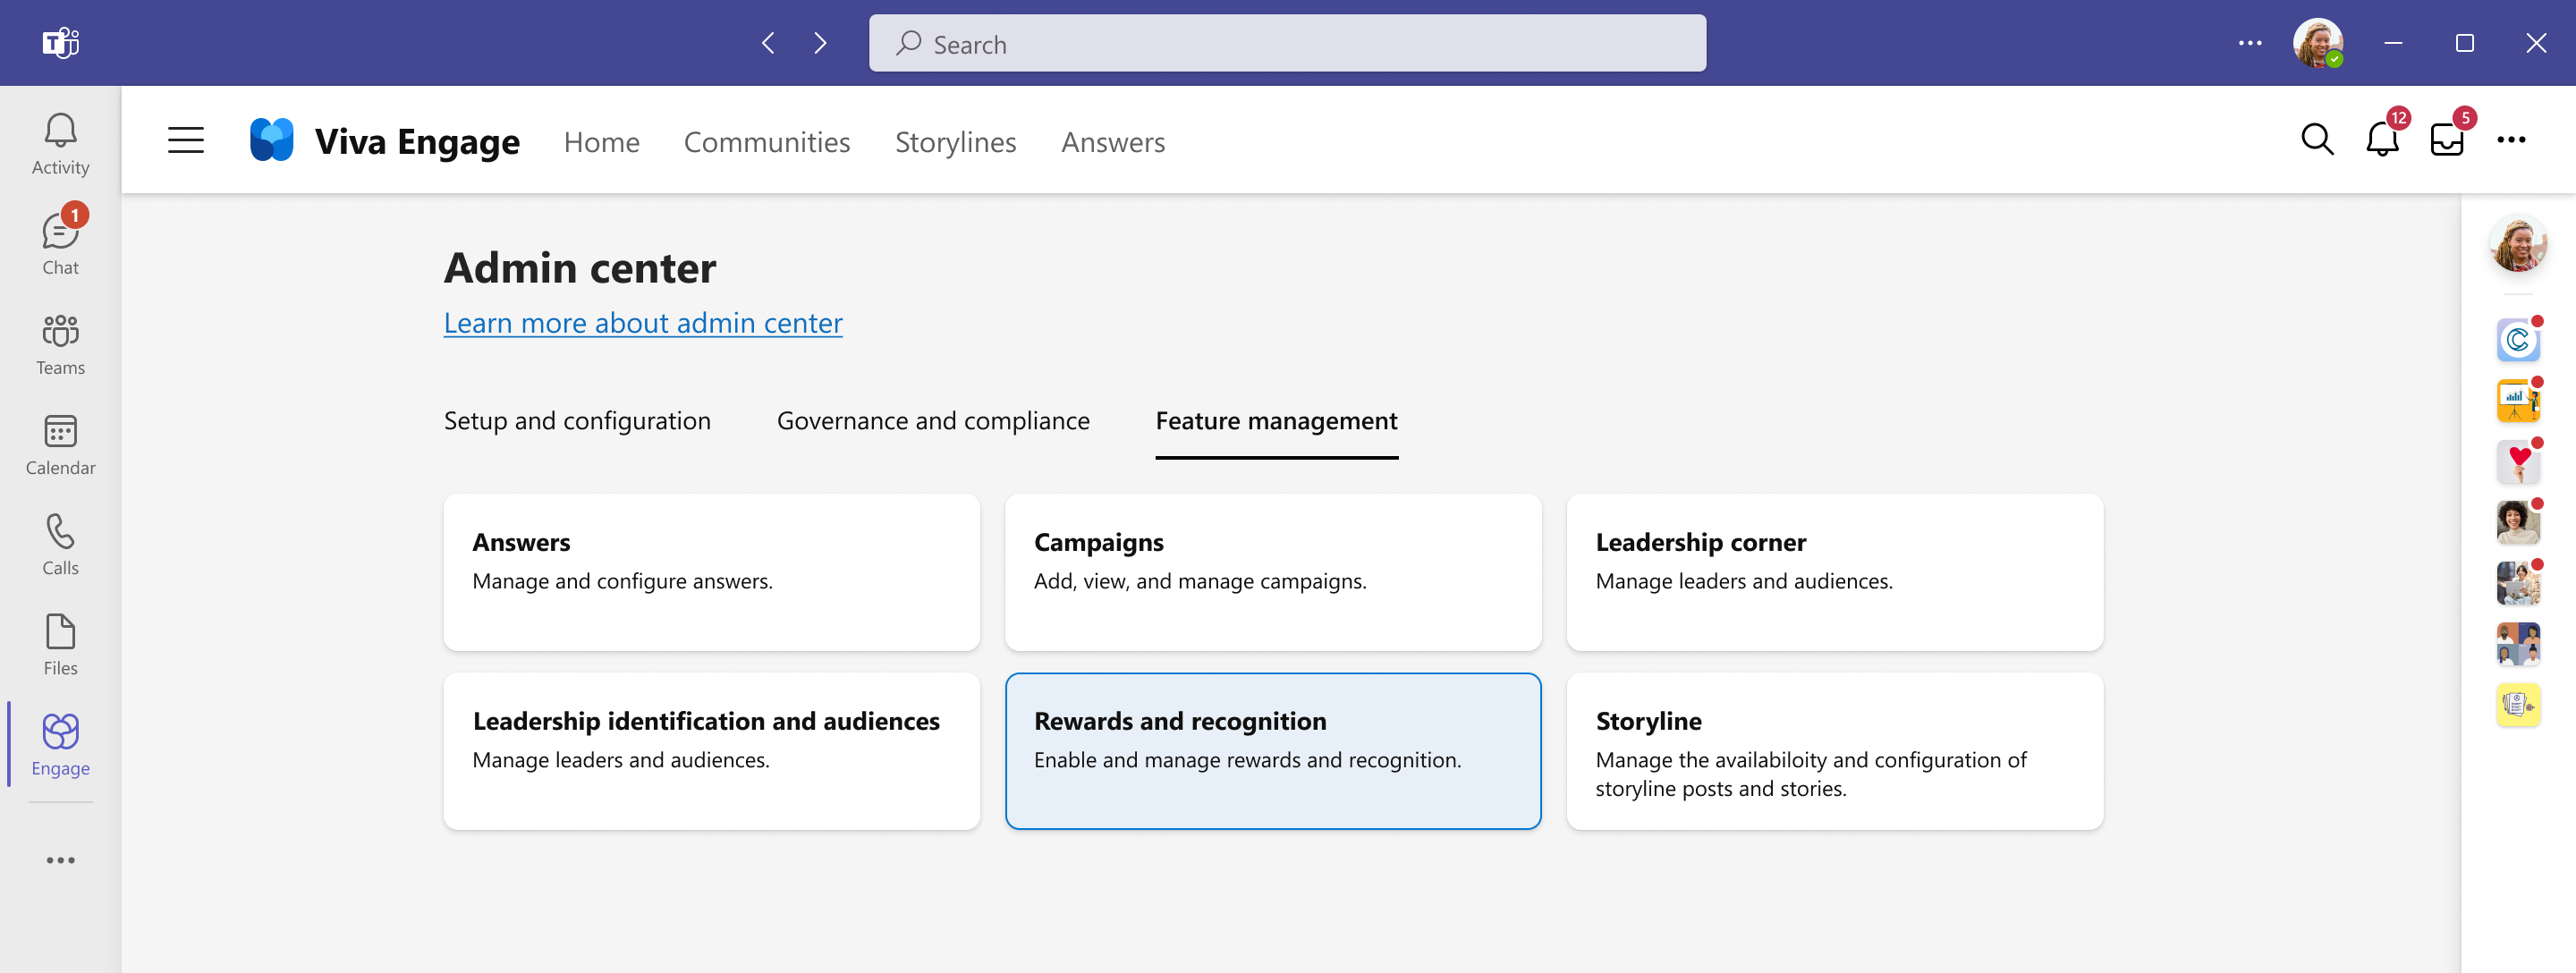 Search
Viva Engage
Home
Communities
Storylines
Answers
12
5
Activity
1
Chat
Teams
Calendar
Calls
Files
Engage
Admin center
Learn more about admin center
Setup and configuration
Governance and compliance
Feature management
Answers
Manage and configure answers.
Campaigns
Add, view, and manage campaigns.
Leadership corner
Manage leaders and audiences.
Leadership identification and audiences
Manage leaders and audiences.
Rewards and recognition
Enable and manage rewards and recognition.
Storyline
Manage the availabiloity and configuration of
storyline posts and stories.